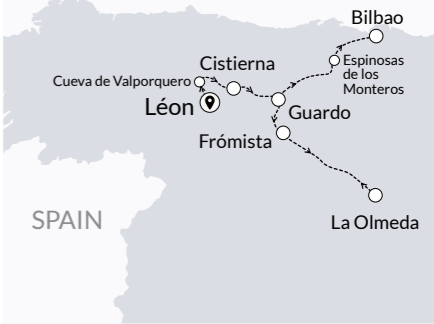 Bilbao
Cistierna
Espinosas
de los
Monteros
Cueva de Valporquero
Léon
Guardo
Frómista
SPAIN
La Olmeda